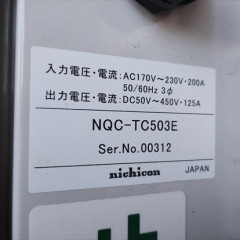 入力電圧・電流:AC170V～230V・200A
50/60Hz 3φ
出力電圧・電流:DC50V～450V・125A
NQC-TC503E
Ser.No.00312
nichicon JAPAN